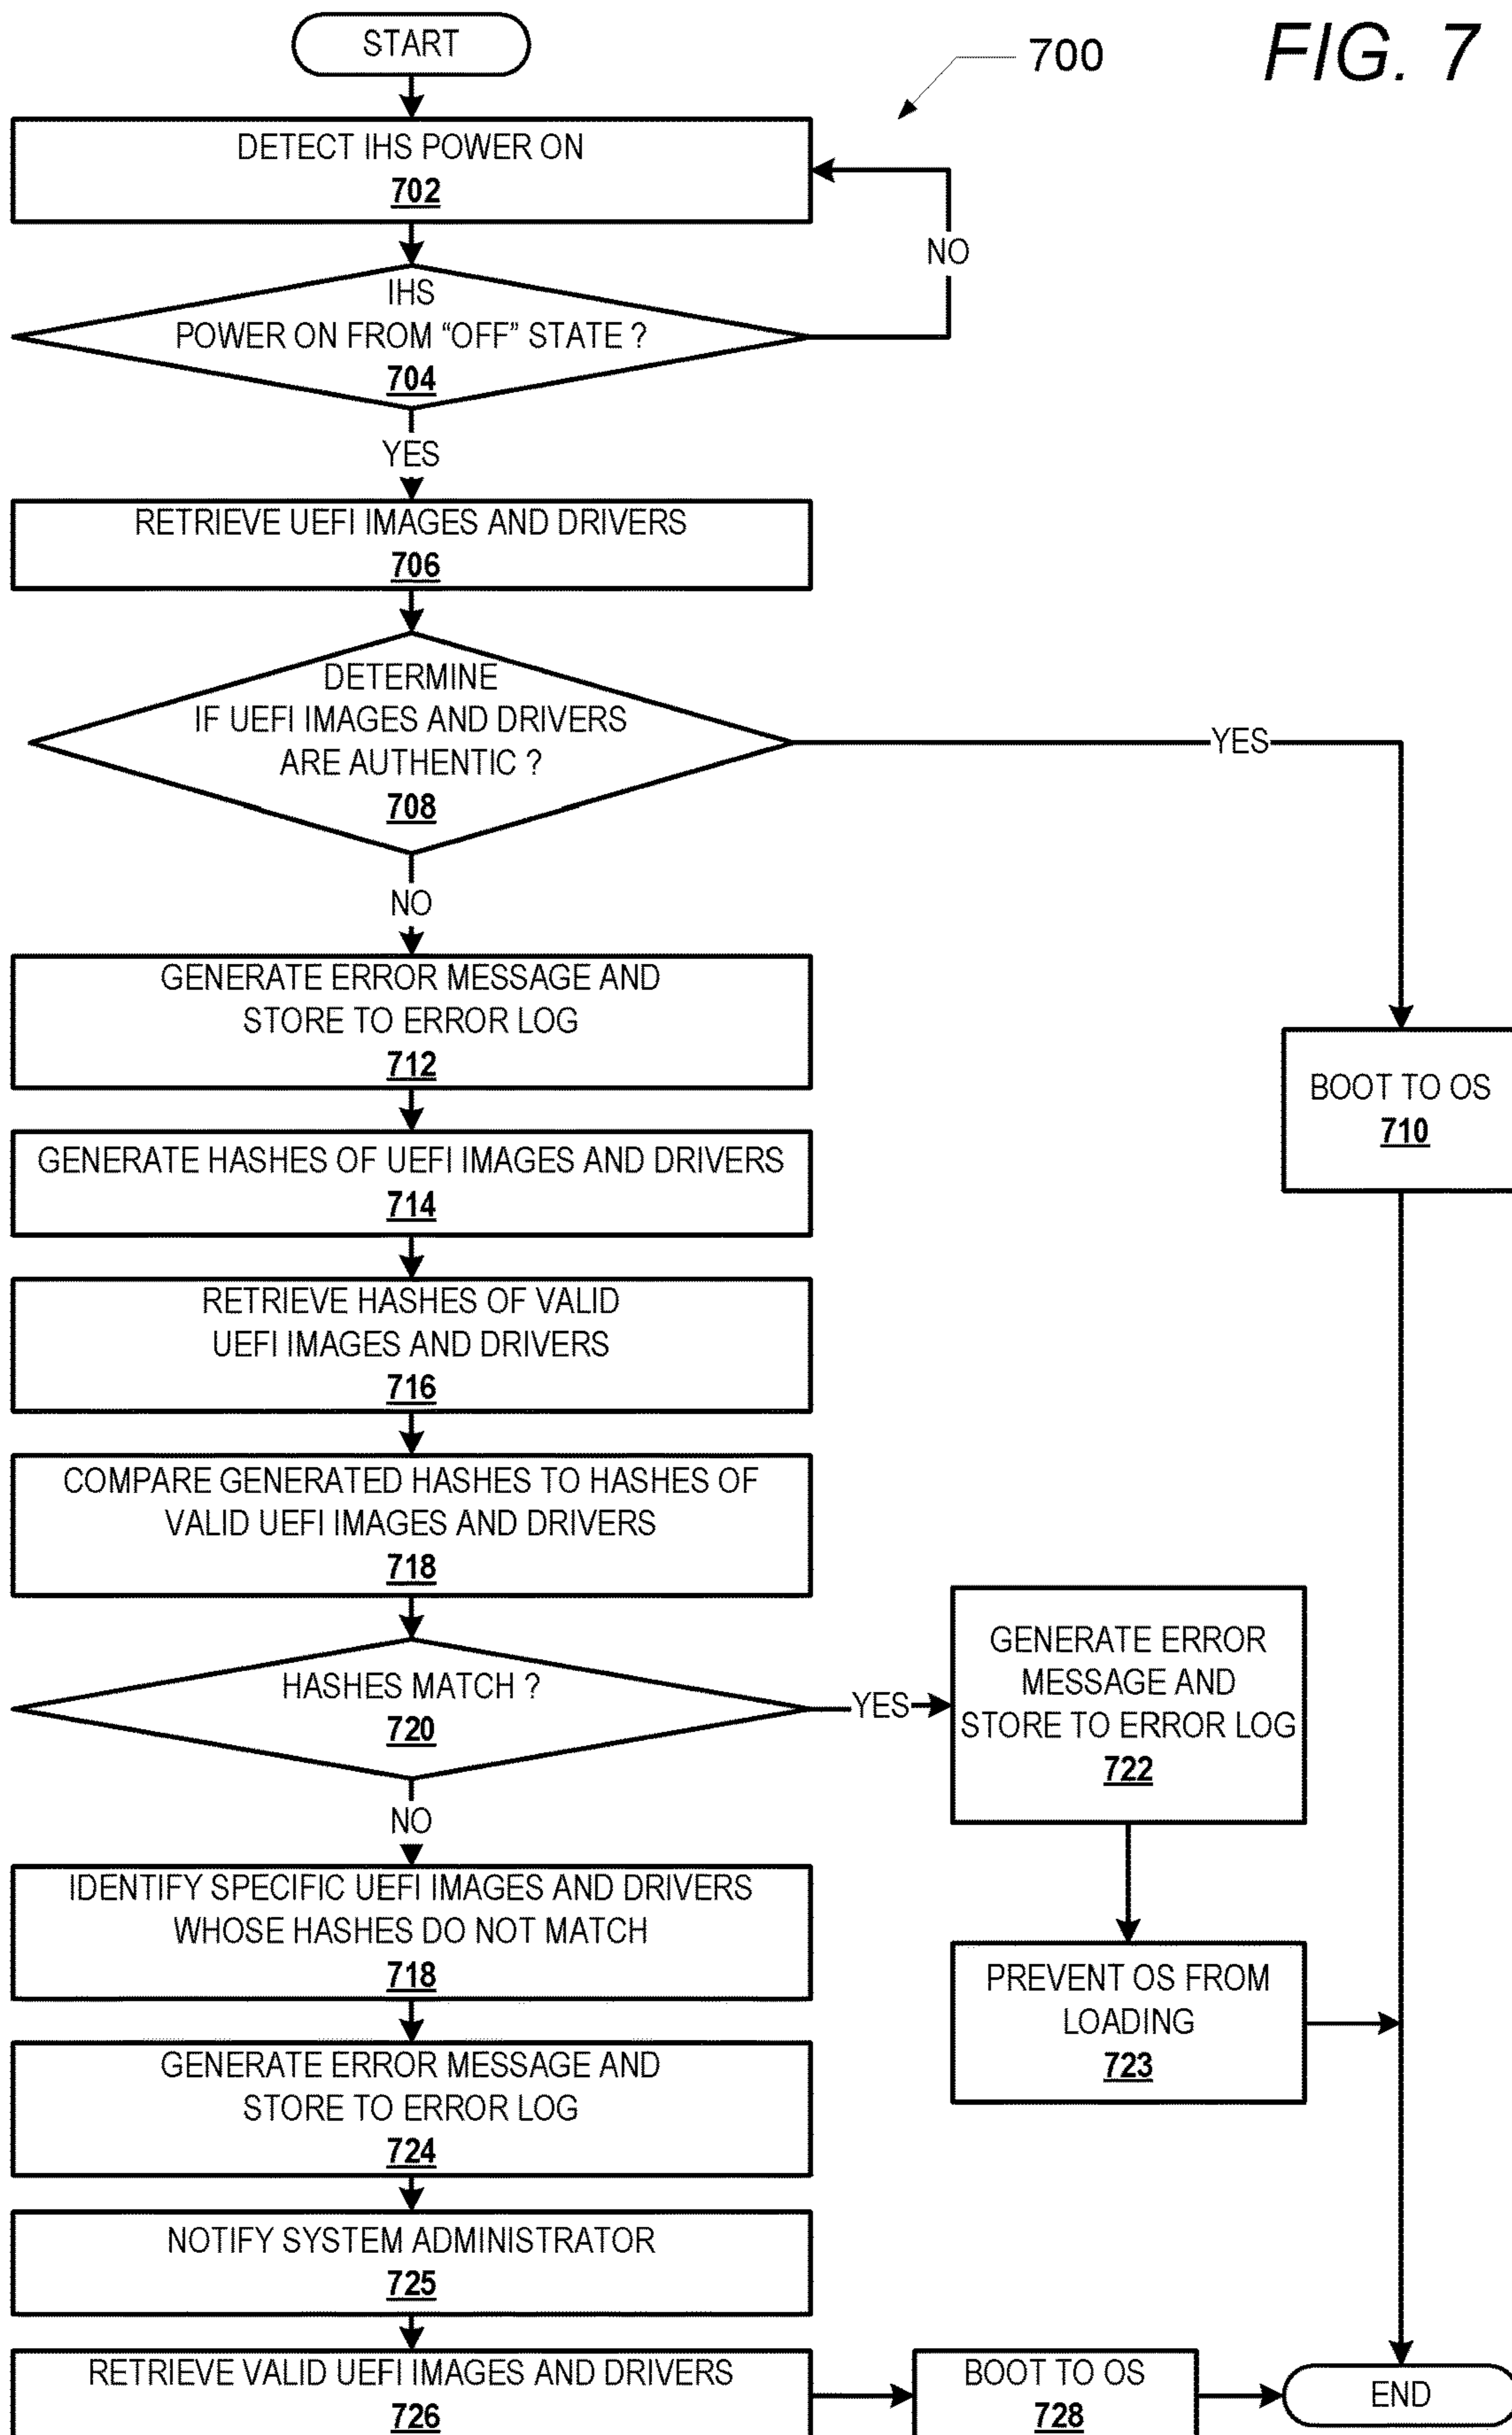 START
700
FIG. 7
DETECT IHS POWER ON
702
NO
IHS
POWER ON FROM “OFF” STATE ?
704
YES
RETRIEVE UEFI IMAGES AND DRIVERS
706
DETERMINE
IF UEFI IMAGES AND DRIVERS
ARE AUTHENTIC ?
708
YES
NO
GENERATE ERROR MESSAGE AND
STORE TO ERROR LOG
712
BOOT TO OS
710
GENERATE HASHES OF UEFI IMAGES AND DRIVERS
714
RETRIEVE HASHES OF VALID
UEFI IMAGES AND DRIVERS
716
COMPARE GENERATED HASHES TO HASHES OF
VALID UEFI IMAGES AND DRIVERS
718
HASHES MATCH ?
720
YES
GENERATE ERROR
MESSAGE AND
STORE TO ERROR LOG
722
NO
IDENTIFY SPECIFIC UEFI IMAGES AND DRIVERS
WHOSE HASHES DO NOT MATCH
718
PREVENT OS FROM
LOADING
723
GENERATE ERROR MESSAGE AND
STORE TO ERROR LOG
724
NOTIFY SYSTEM ADMINISTRATOR
725
RETRIEVE VALID UEFI IMAGES AND DRIVERS
726
BOOT TO OS
728
END